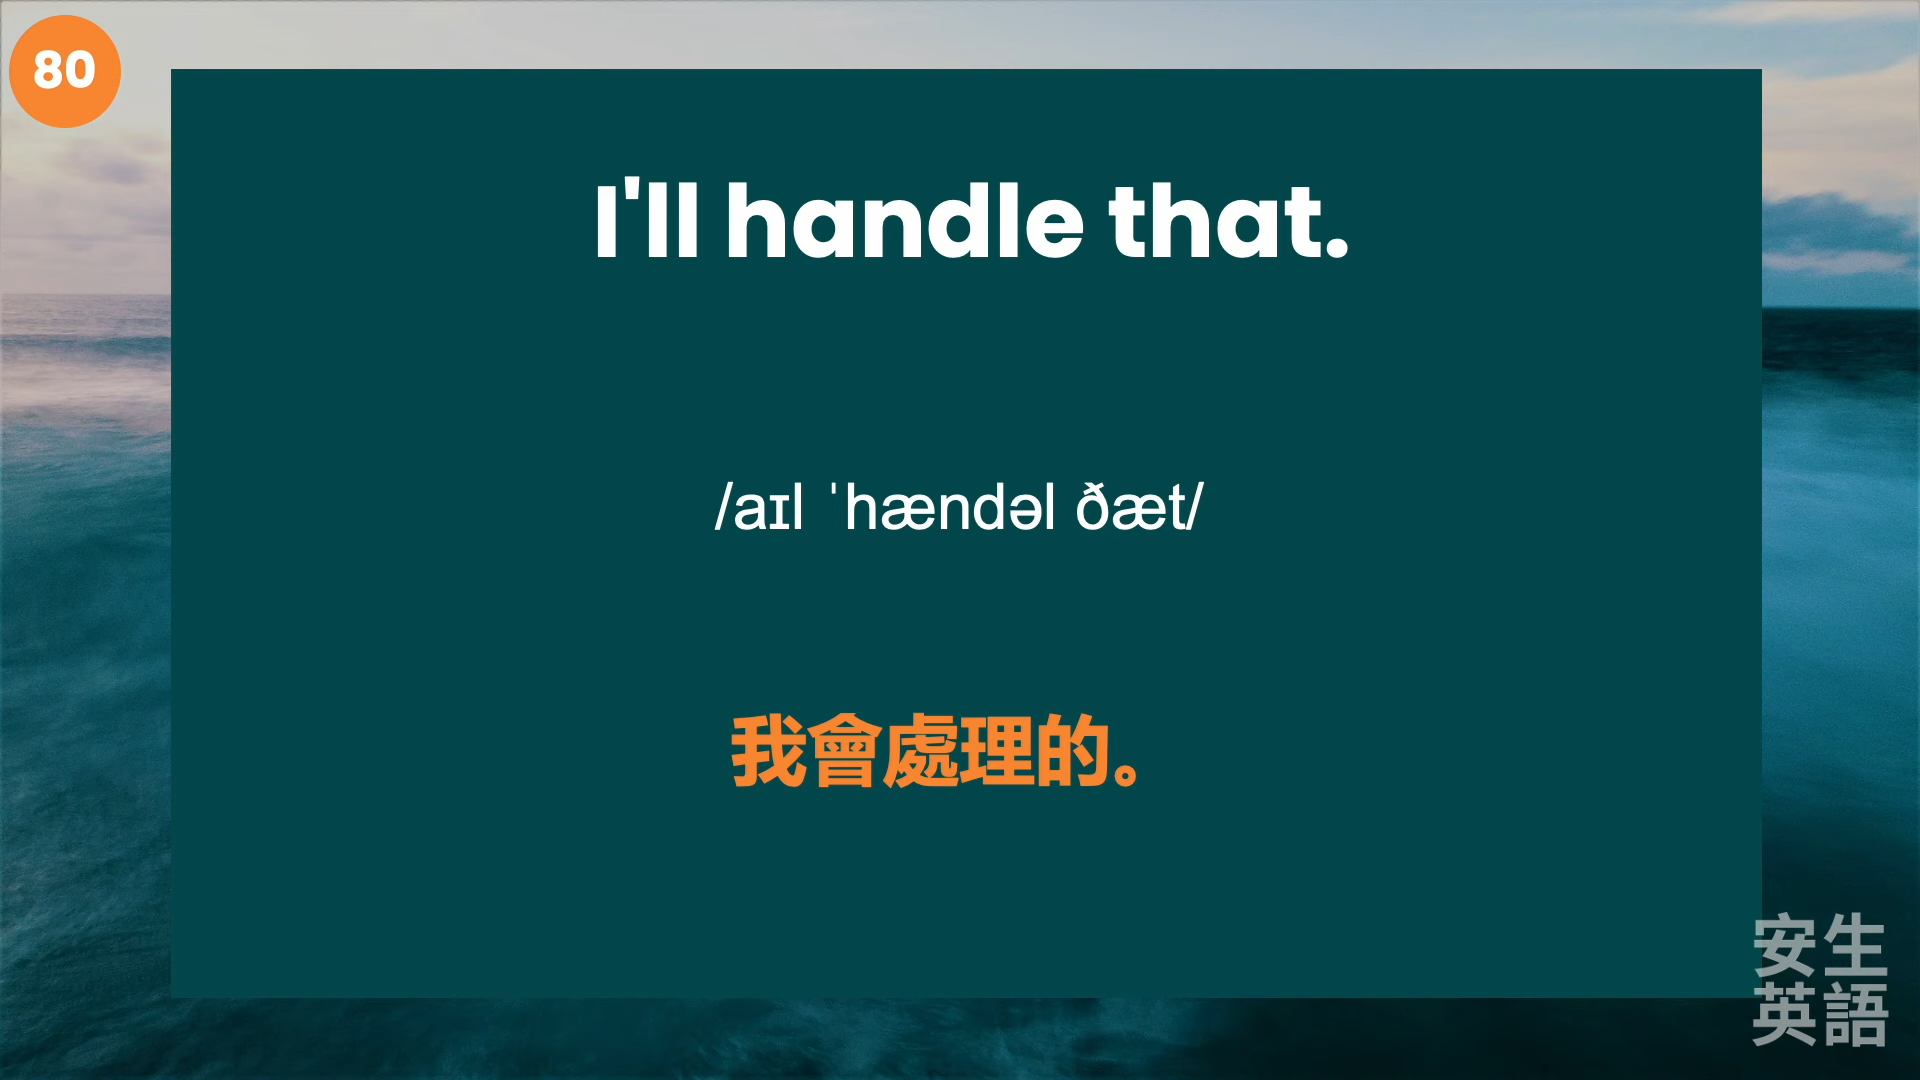 80
I'll handle that.
/aɪl ˈhændəl ðæt/
我會處理的。
安生
英語